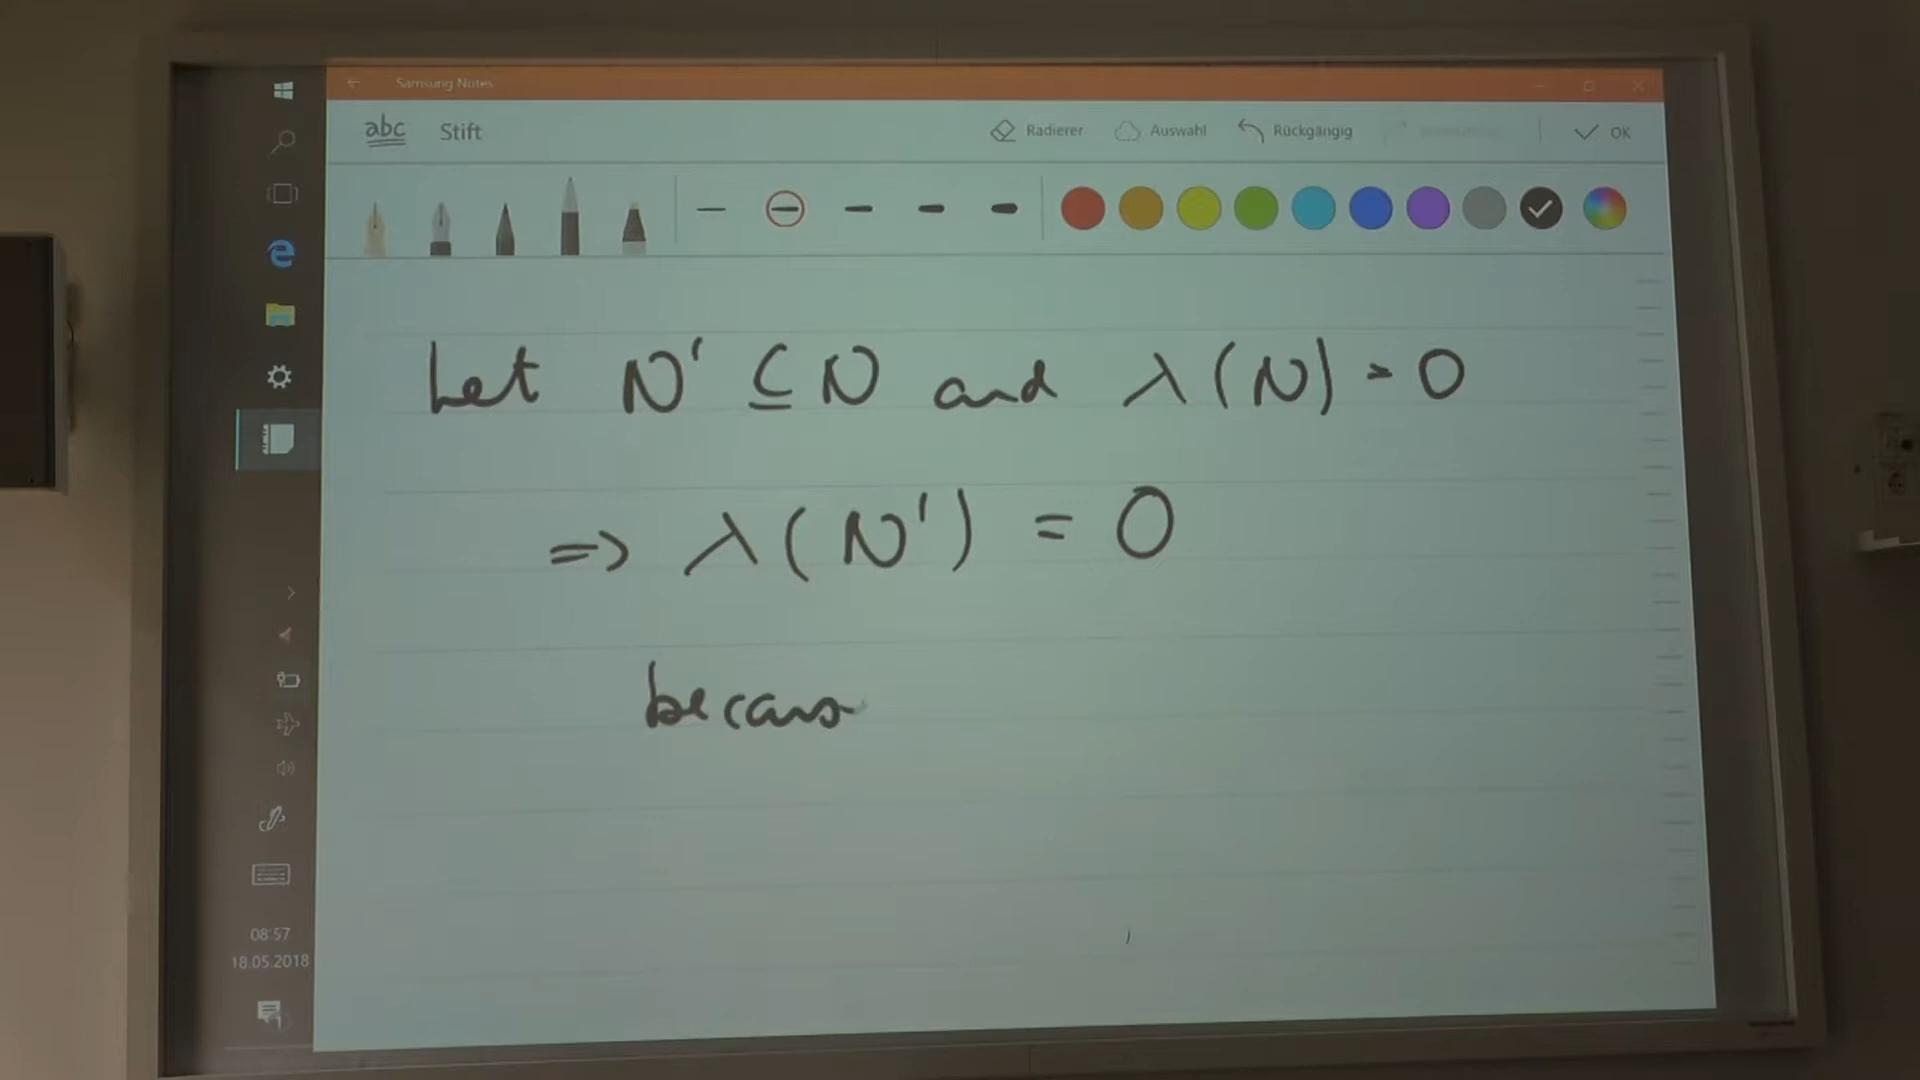 Samsung Notes
abc Stift Radierer Auswahl Rückgängig OK
Let N' ⊆ N and λ(N) = 0
⇒ λ(N') = 0
becaus
08:57
18.05.2018